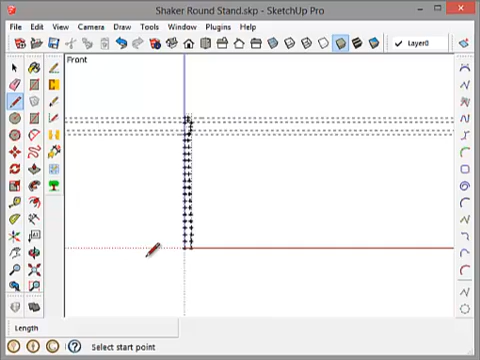 Shaker Round Stand.skp - SketchUp Pro
File Edit View Camera Draw Tools Window Plugins Help
Layer0
Front
Length
Select start point